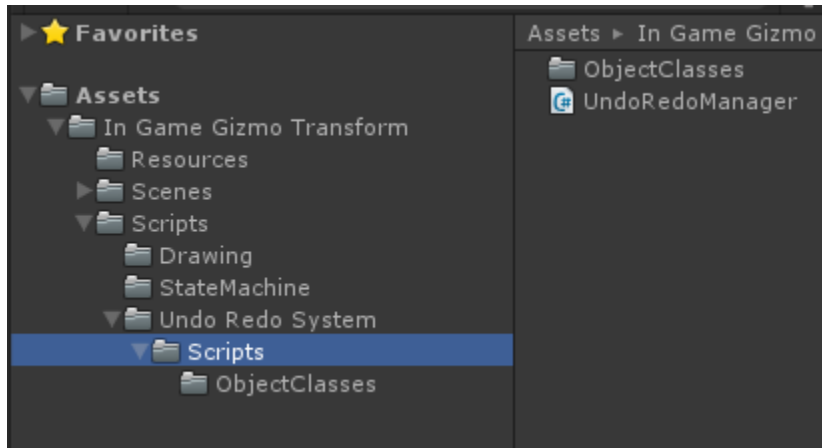 Favorites
Assets
In Game Gizmo Transform
Resources
Scenes
Scripts
Drawing
StateMachine
Undo Redo System
Scripts
ObjectClasses
Assets ▸ In Game Gizmo
ObjectClasses
UndoRedoManager